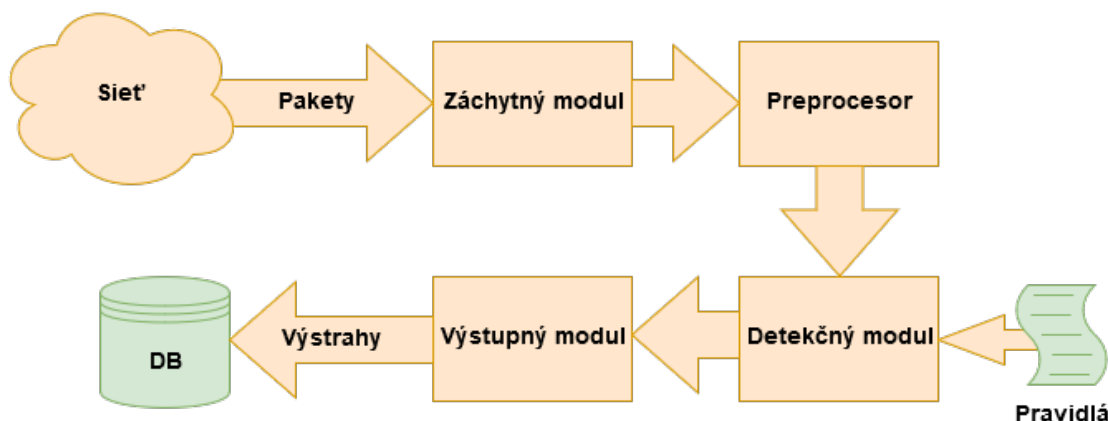 Sieť
Pakety
Záchytný modul
Preprocesor
DB
Výstrahy
Výstupný modul
Detekčný modul
Pravidlá